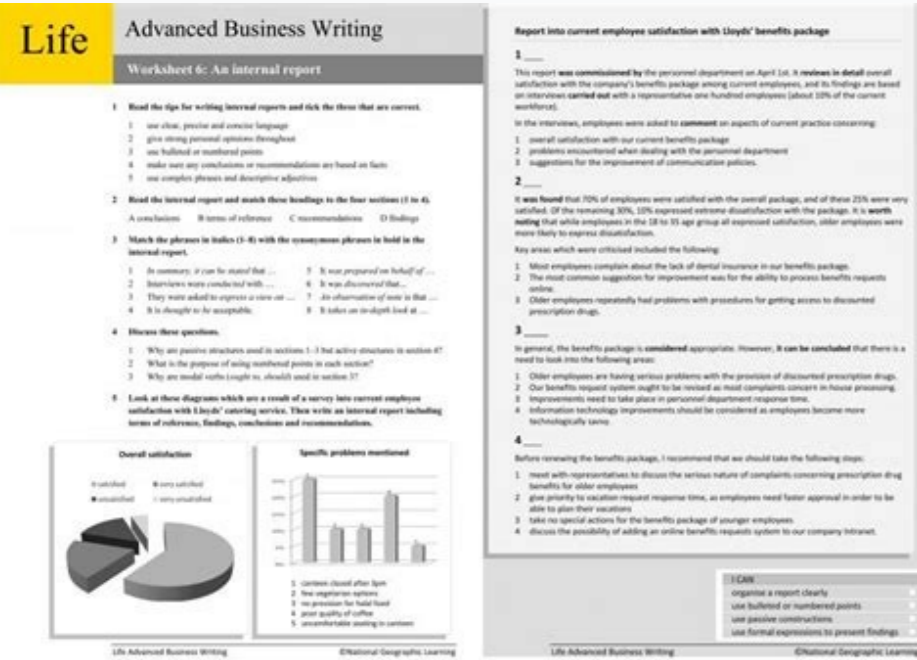 Life
Advanced Business Writing
Worksheet 6: An internal report
1 Read the tips for writing internal reports and tick the three that are correct.
1 use clear, precise and concise language
2 give strong personal opinions throughout
3 use bulleted or numbered points
4 make sure any conclusions or recommendations are based on facts
5 use complex phrases and descriptive adjectives
2 Read the internal report and match these headings to the four sections (1 to 4).
A conclusions B terms of reference C recommendations D findings
3 Match the phrases in italics (1–8) with the synonymous phrases in bold in the
internal report.
1 In summary, it can be stated that …
2 Interviews were conducted with …
3 They were asked to express a view on …
4 It is thought to be acceptable.
5 It was prepared on behalf of …
6 It was discovered that…
7 An observation of note is that …
8 It takes an in-depth look at …
4 Discuss these questions.
1 Why are passive structures used in sections 1–3 but active structures in section 4?
2 What is the purpose of using numbered points in each section?
3 Why are modal verbs (ought to, should) used in section 3?
5 Look at these diagrams which are a result of a survey into current employee
satisfaction with Lloyds' catering service. Then write an internal report including
terms of reference, findings, conclusions and recommendations.
Overall satisfaction
satisfied very satisfied
unsatisfied very unsatisfied
Specific problems mentioned
1 canteen closed after 3pm
2 few vegetarian options
3 no provision for halal food
4 poor quality of coffee
5 uncomfortable seating in canteen
Life Advanced Business Writing ©National Geographic Learning
Report into current employee satisfaction with Lloyds' benefits package
1 ____
This report was commissioned by the personnel department on April 1st. It reviews in detail overall
satisfaction with the company's benefits package among current employees, and its findings are based
on interviews carried out with a representative one hundred employees (about 10% of the current
workforce).
In the interviews, employees were asked to comment on aspects of current practice concerning:
1 overall satisfaction with our current benefits package
2 problems encountered when dealing with the personnel department
3 suggestions for the improvement of communication policies.
2 ____
It was found that 70% of employees were satisfied with the overall package, and of these 25% were very
satisfied. Of the remaining 30%, 10% expressed extreme dissatisfaction with the package. It is worth
noting that while employees in the 18 to 35 age group all expressed satisfaction, older employees were
more likely to express dissatisfaction.
Key areas which were criticised included the following:
1 Most employees complain about the lack of dental insurance in our benefits package.
2 The most common suggestion for improvement was for the ability to process benefits requests
online.
3 Older employees repeatedly had problems with procedures for getting access to discounted
prescription drugs.
3 ____
In general, the benefits package is considered appropriate. However, it can be concluded that there is a
need to look into the following areas:
1 Older employees are having serious problems with the provision of discounted prescription drugs.
2 Our benefits request system ought to be revised as most complaints concern in house processing.
3 Improvements need to take place in personnel department response time.
4 Information technology improvements should be considered as employees become more
technologically savvy.
4 ____
Before renewing the benefits package, I recommend that we should take the following steps:
1 meet with representatives to discuss the serious nature of complaints concerning prescription drug
benefits for older employees
2 give priority to vacation request response time, as employees need faster approval in order to be
able to plan their vacations
3 take no special actions for the benefits package of younger employees
4 discuss the possibility of adding an online benefits requests system to our company Intranet.
I CAN
organise a report clearly
use bulleted or numbered points
use passive constructions
use formal expressions to present findings
Life Advanced Business Writing ©National Geographic Learning